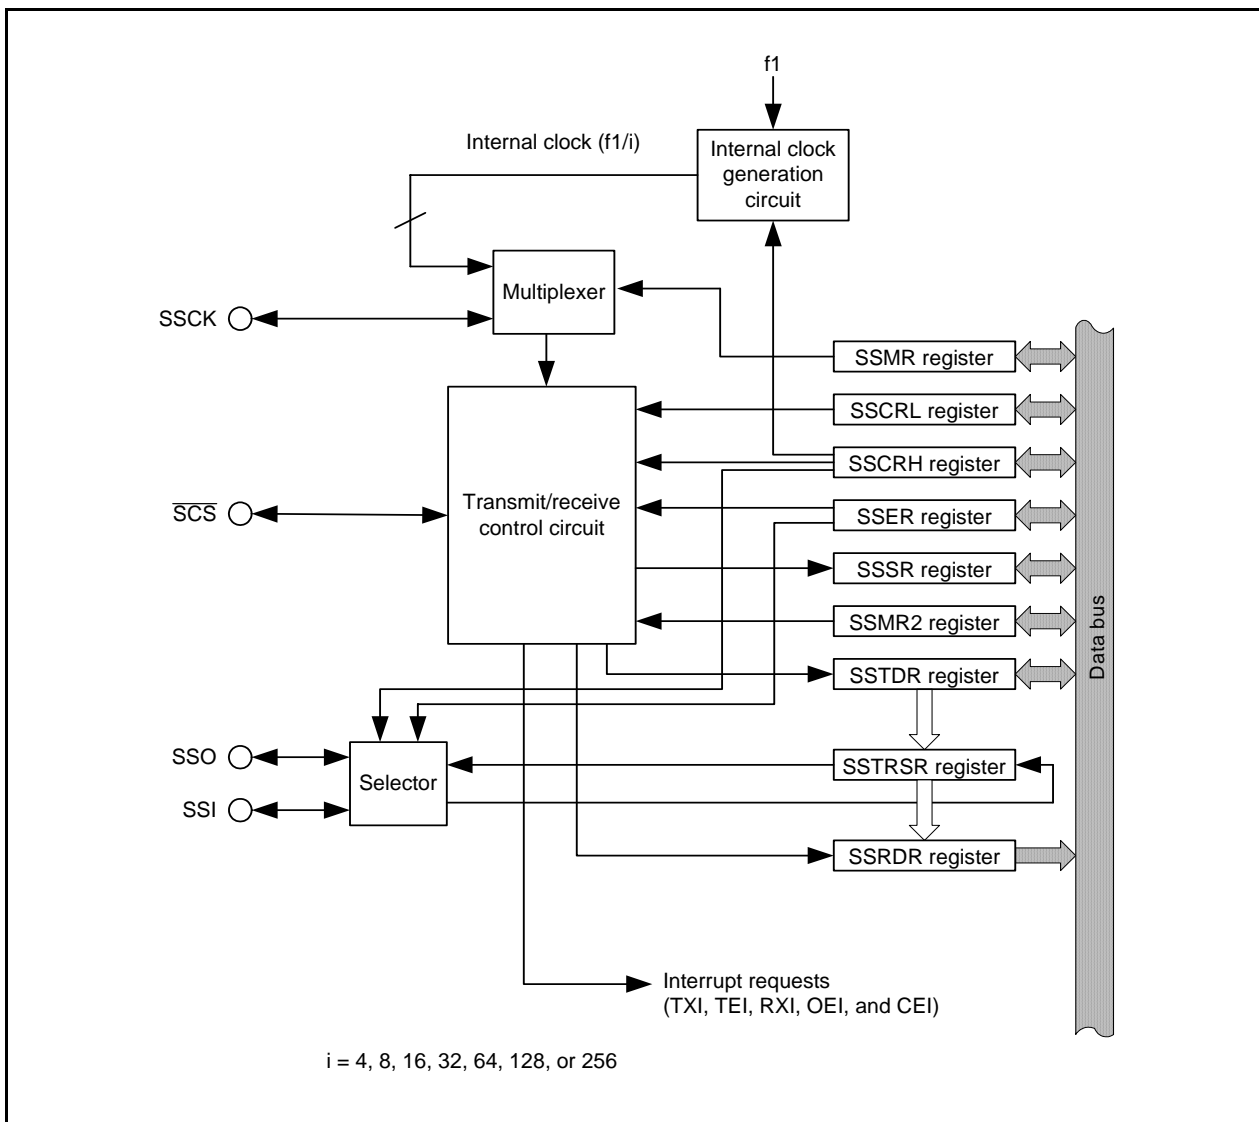 f1
Internal clock (f1/i)
Internal clock
generation
circuit
Multiplexer
SSCK
SSMR register
SSCRL register
SSCRH register
SCS
Transmit/receive
control circuit
SSER register
SSSR register
SSMR2 register
SSTDR register
Data bus
SSO
SSI
Selector
SSTRSR register
SSRDR register
Interrupt requests
(TXI, TEI, RXI, OEI, and CEI)
i = 4, 8, 16, 32, 64, 128, or 256